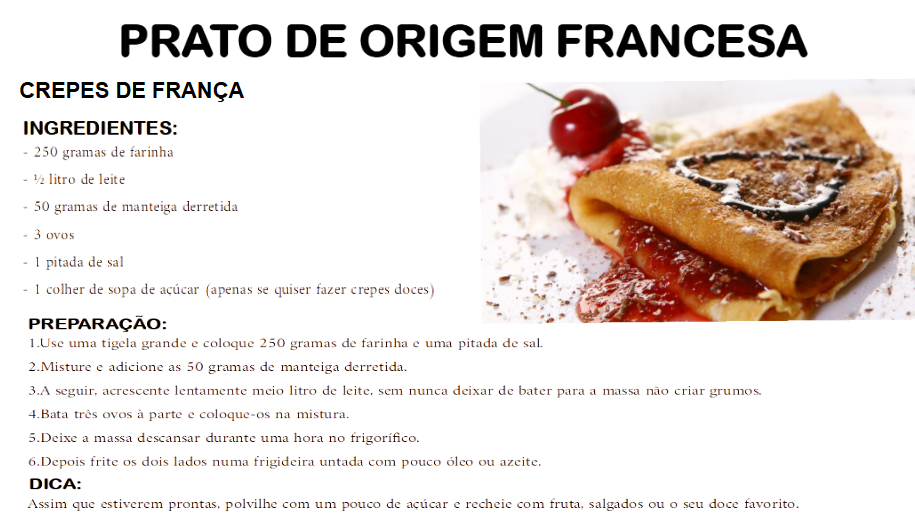 PRATO DE ORIGEM FRANCESA
CREPES DE FRANÇA
INGREDIENTES:
- 250 gramas de farinha
- ½ litro de leite
- 50 gramas de manteiga derretida
- 3 ovos
- 1 pitada de sal
- 1 colher de sopa de açúcar (apenas se quiser fazer crepes doces)
PREPARAÇÃO:
1.Use uma tigela grande e coloque 250 gramas de farinha e uma pitada de sal.
2.Misture e adicione as 50 gramas de manteiga derretida.
3.A seguir, acrescente lentamente meio litro de leite, sem nunca deixar de bater para a massa não criar grumos.
4.Bata três ovos à parte e coloque-os na mistura.
5.Deixe a massa descansar durante uma hora no frigorífico.
6.Depois frite os dois lados numa frigideira untada com pouco óleo ou azeite.
DICA:
Assim que estiverem prontas, polvilhe com um pouco de açúcar e recheie com fruta, salgados ou o seu doce favorito.